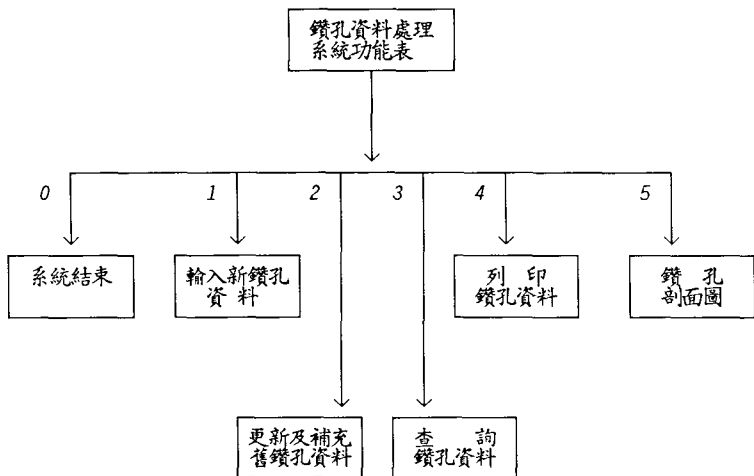 鑽孔資料處理
系統功能表
0
1
2
3
4
5
系統結束
輸入新鑽孔
資料
列印
鑽孔資料
鑽孔
剖面圖
更新及補充
舊鑽孔資料
查詢
鑽孔資料